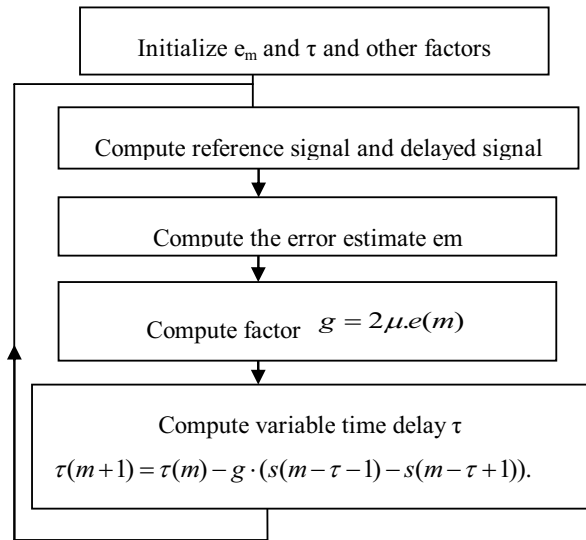 Initialize eₘ and τ and other factors
Compute reference signal and delayed signal
Compute the error estimate em
Compute factor g = 2μ.e(m)
Compute variable time delay τ
τ(m+1) = τ(m) − g · (s(m−τ−1) − s(m−τ+1)).